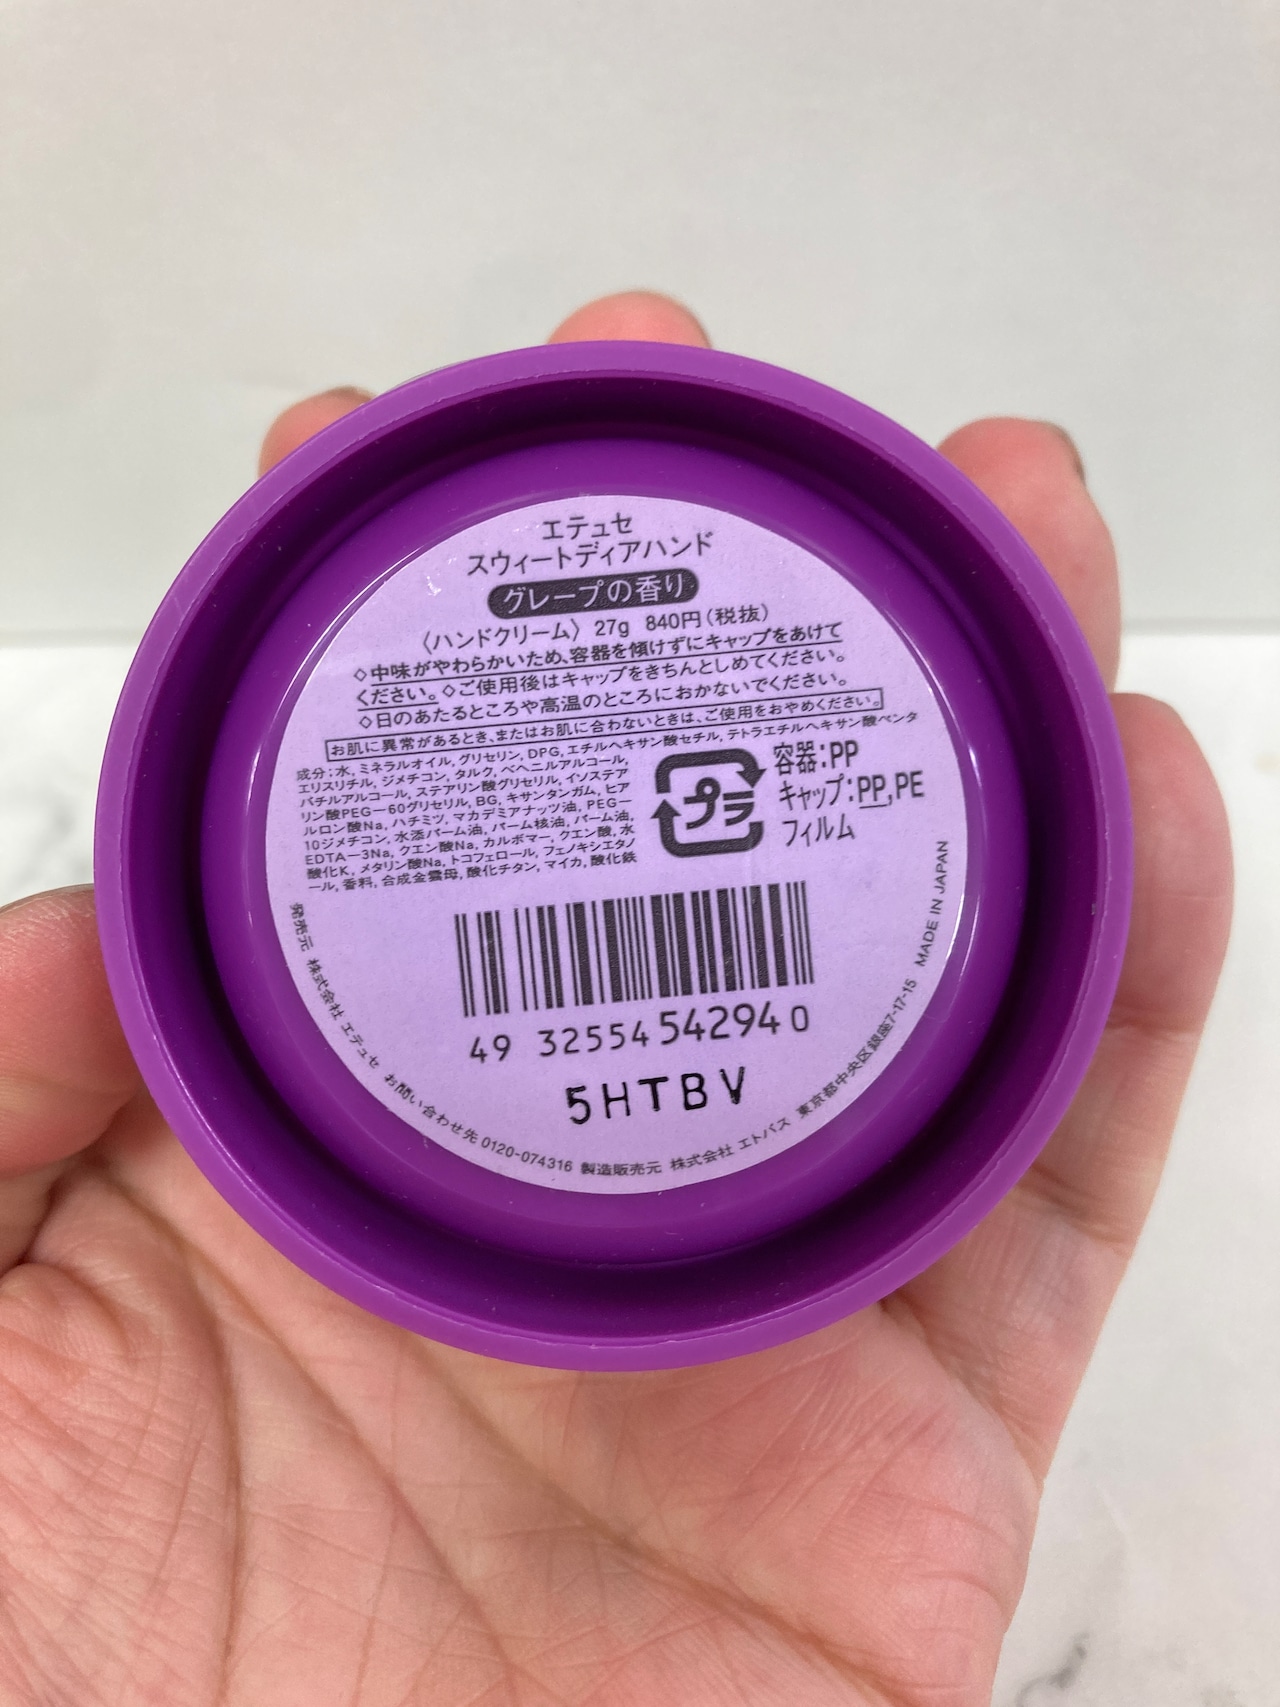 エテュセ
スウィートディアハンド
グレープの香り
〈ハンドクリーム〉 27g 840円（税抜）
◇中味がやわらかいため、容器を傾けずにキャップをあけて
ください。◇ご使用後はキャップをきちんとしめてください。
◇日のあたるところや高温のところにおかないでください。
お肌に異常があるとき、またはお肌に合わないときは、ご使用をおやめください。
成分；水, ミネラルオイル, グリセリン, DPG, エチルヘキサン酸セチル, テトラエチルヘキサン酸ペンタ
エリスリチル, ジメチコン, タルク, ベヘニルアルコール,
バチルアルコール, ステアリン酸グリセリル, イソステア
リン酸PEGー60グリセリル, BG, キサンタンガム, ヒア
ルロン酸Na, ハチミツ, マカデミアナッツ油, PEGー
10ジメチコン, 水添パーム油, パーム核油, パーム油,
EDTAー3Na, クエン酸Na, カルボマー, クエン酸, 水
酸化K, メタリン酸Na, トコフェロール, フェノキシエタノ
ール, 香料, 合成金雲母, 酸化チタン, マイカ, 酸化鉄
プラ
容器：PP
キャップ：PP,PE
フィルム
49 32554 54294 0
5HTBV
発売元 株式会社 エテュセ お問い合わせ先 0120-074316 製造販売元 株式会社 エトバス 東京都中央区銀座7-17-15 MADE IN JAPAN